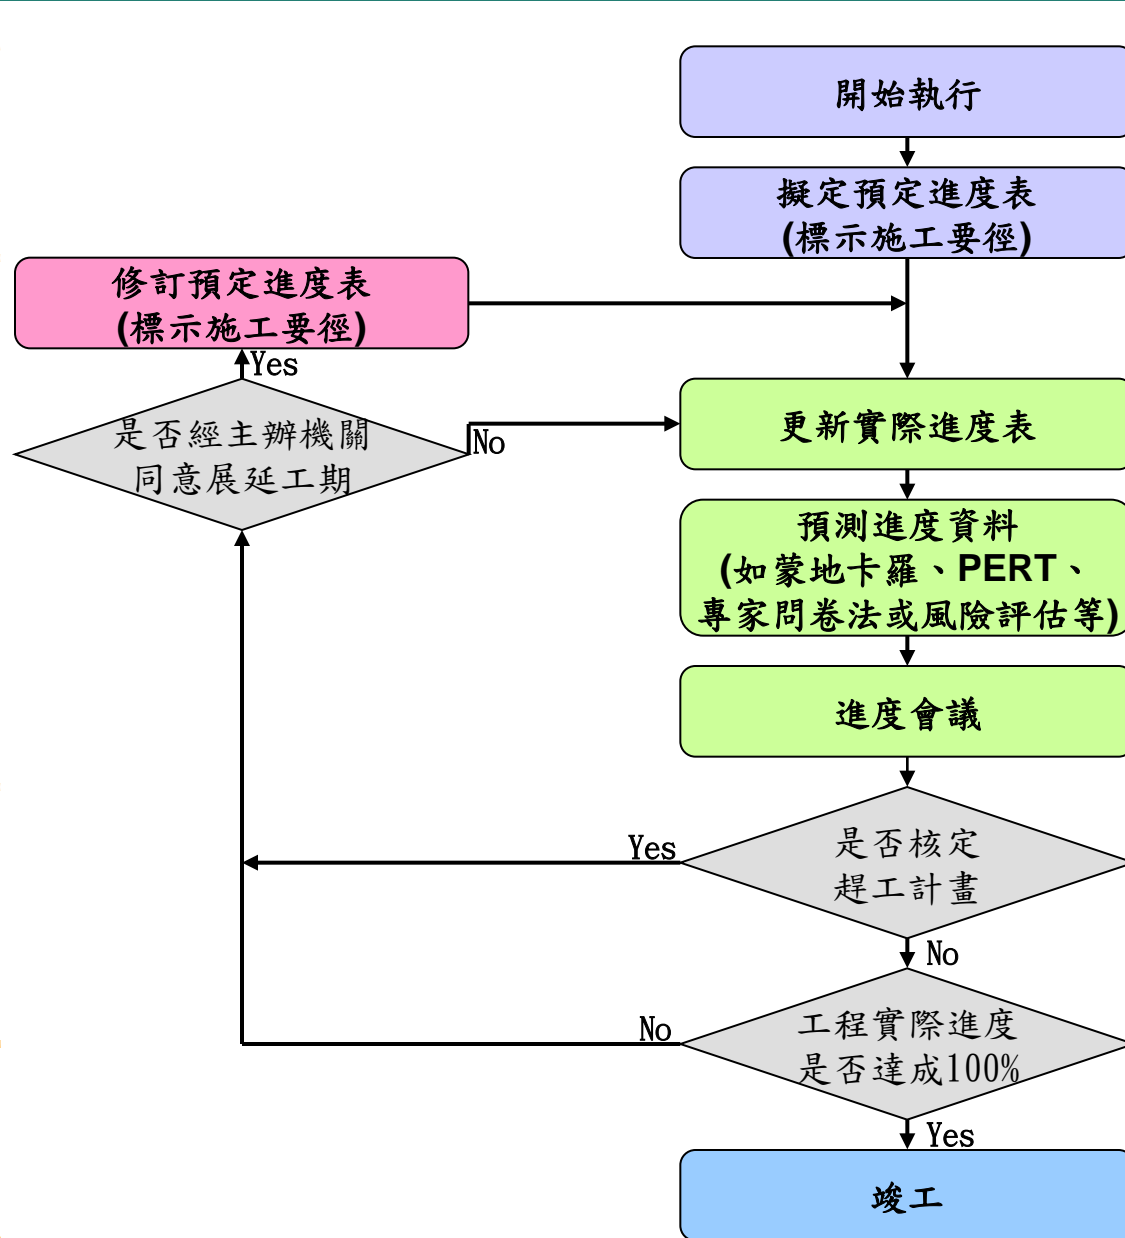 開始執行
擬定預定進度表
(標示施工要徑)
修訂預定進度表
(標示施工要徑)
Yes
是否經主辦機關
同意展延工期
No
更新實際進度表
預測進度資料
(如蒙地卡羅、PERT、
專家問卷法或風險評估等)
進度會議
是否核定
趕工計畫
Yes
No
工程實際進度
是否達成100%
No
Yes
竣工